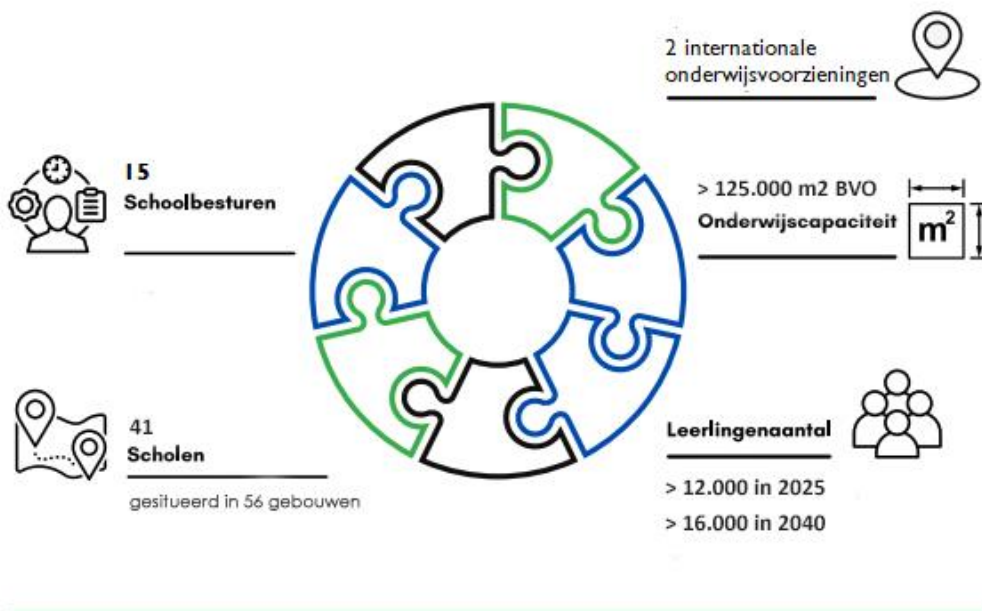 2 internationale
onderwijsvoorzieningen
15
Schoolbesturen
> 125.000 m2 BVO
Onderwijscapaciteit
m²
41
Scholen
gesitueerd in 56 gebouwen
Leerlingenaantal
> 12.000 in 2025
> 16.000 in 2040